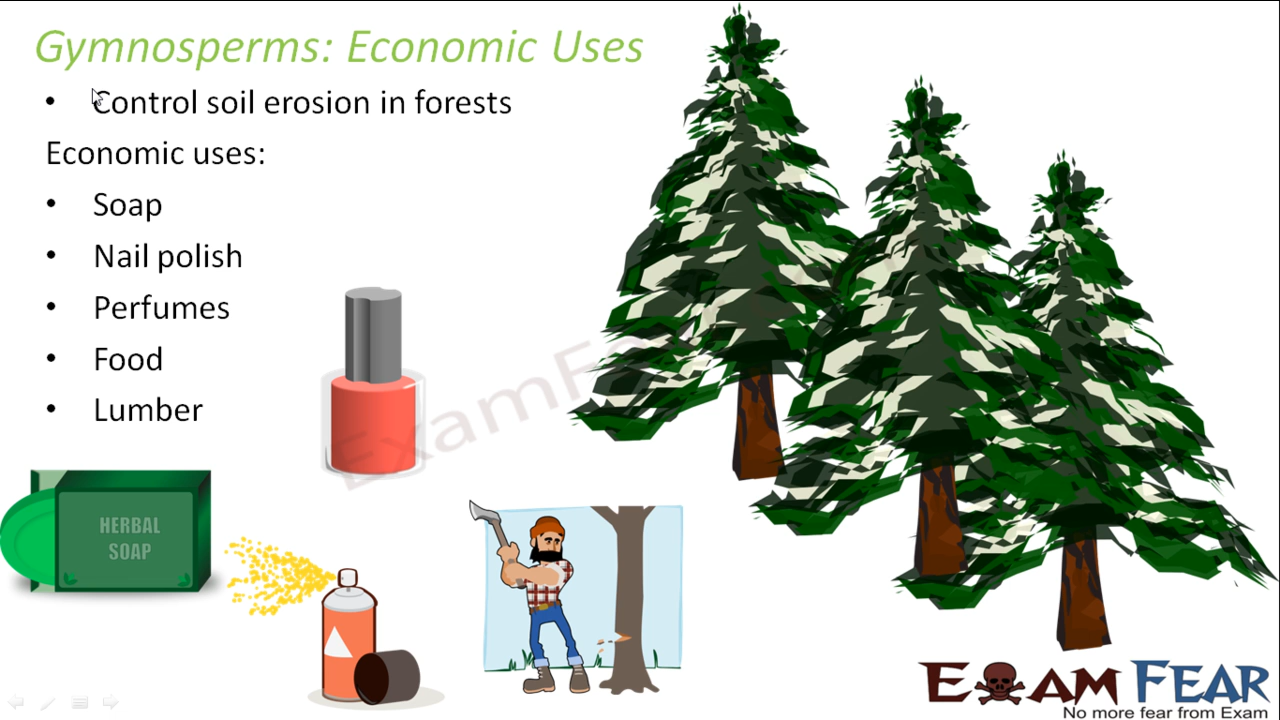 Gymnosperms: Economic Uses
• Control soil erosion in forests
Economic uses:
• Soap
• Nail polish
• Perfumes
• Food
• Lumber
HERBAL
SOAP
ExamFe
EXAM FEAR
No more fear from Exam